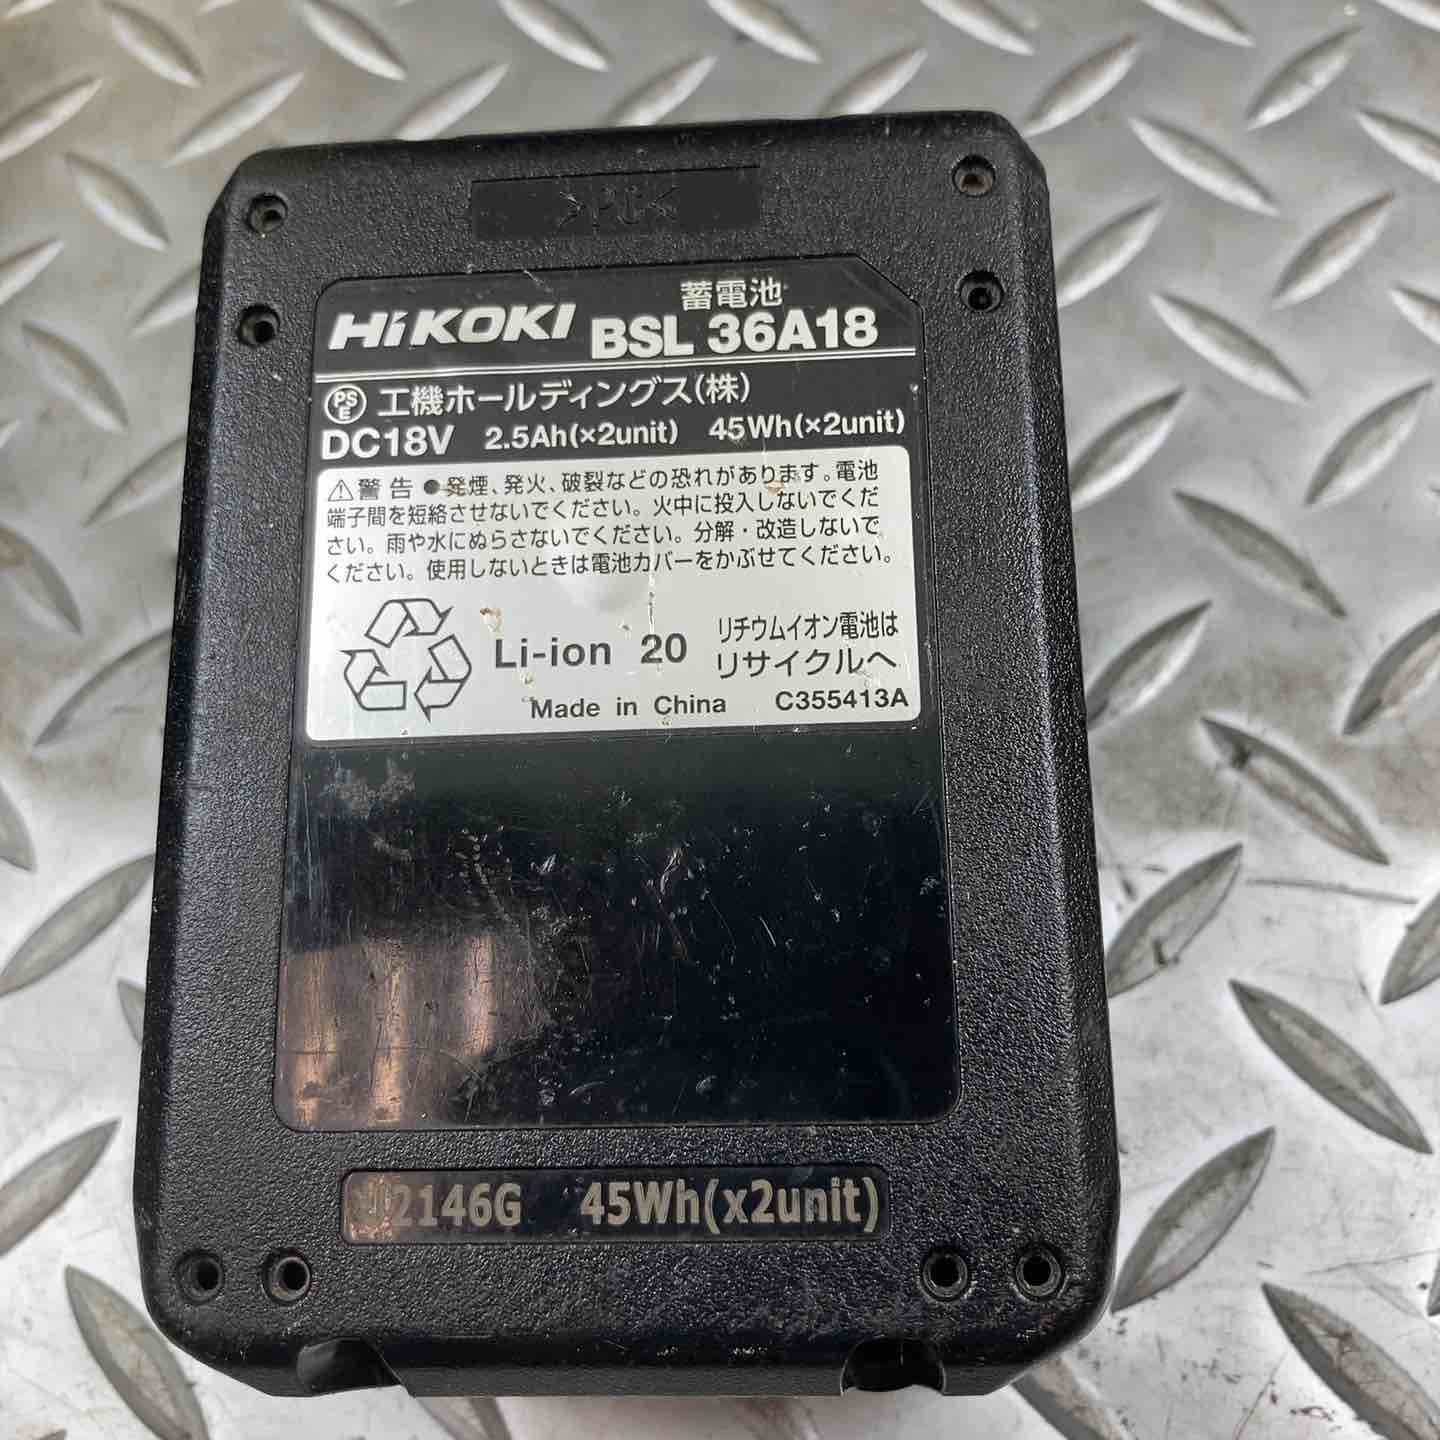 >PC<
蓄電池
HiKOKI BSL 36A18
PSE 工機ホールディングス(株)
DC18V 2.5Ah(×2unit) 45Wh(×2unit)
⚠警告 ●発煙、発火、破裂などの恐れがあります。電池
端子間を短絡させないでください。火中に投入しないでくだ
さい。雨や水にぬらさないでください。分解・改造しないで
ください。使用しないときは電池カバーをかぶせてください。
リチウムイオン電池は
Li-ion 20 リサイクルへ
Made in China C355413A
2146G 45Wh(x2unit)